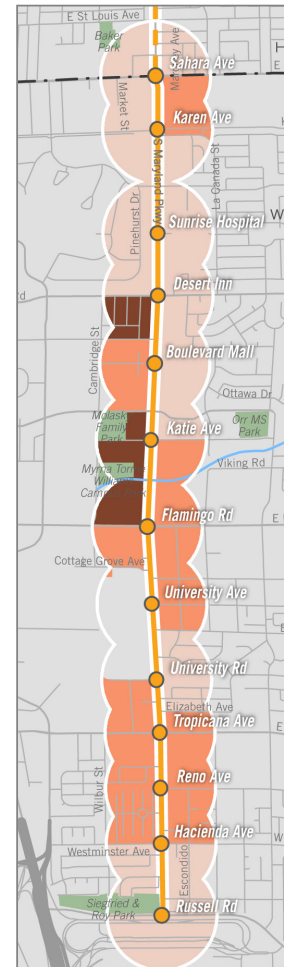 E St Louis Ave
Baker
Park
Maryland Pkwy
Sahara Ave
H
E
Market St
Karen Ave
S Maryland Pkwy
La Canada St
W
Pinehurst Dr
Sunrise Hospital
Desert Inn
Rd
Cambridge St
Boulevard Mall
Ottawa Dr
Molasky
Family
Park
Katie Ave
Orr MS
Park
Viking Rd
Flamingo Rd
E
Cottage Grove Ave
University Ave
University Rd
Elizabeth Ave
Tropicana Ave
E
Wilbur St
Reno Ave
Hacienda Ave
Westminster Ave
Escondido
Siegfried &
Roy Park
Russell Rd